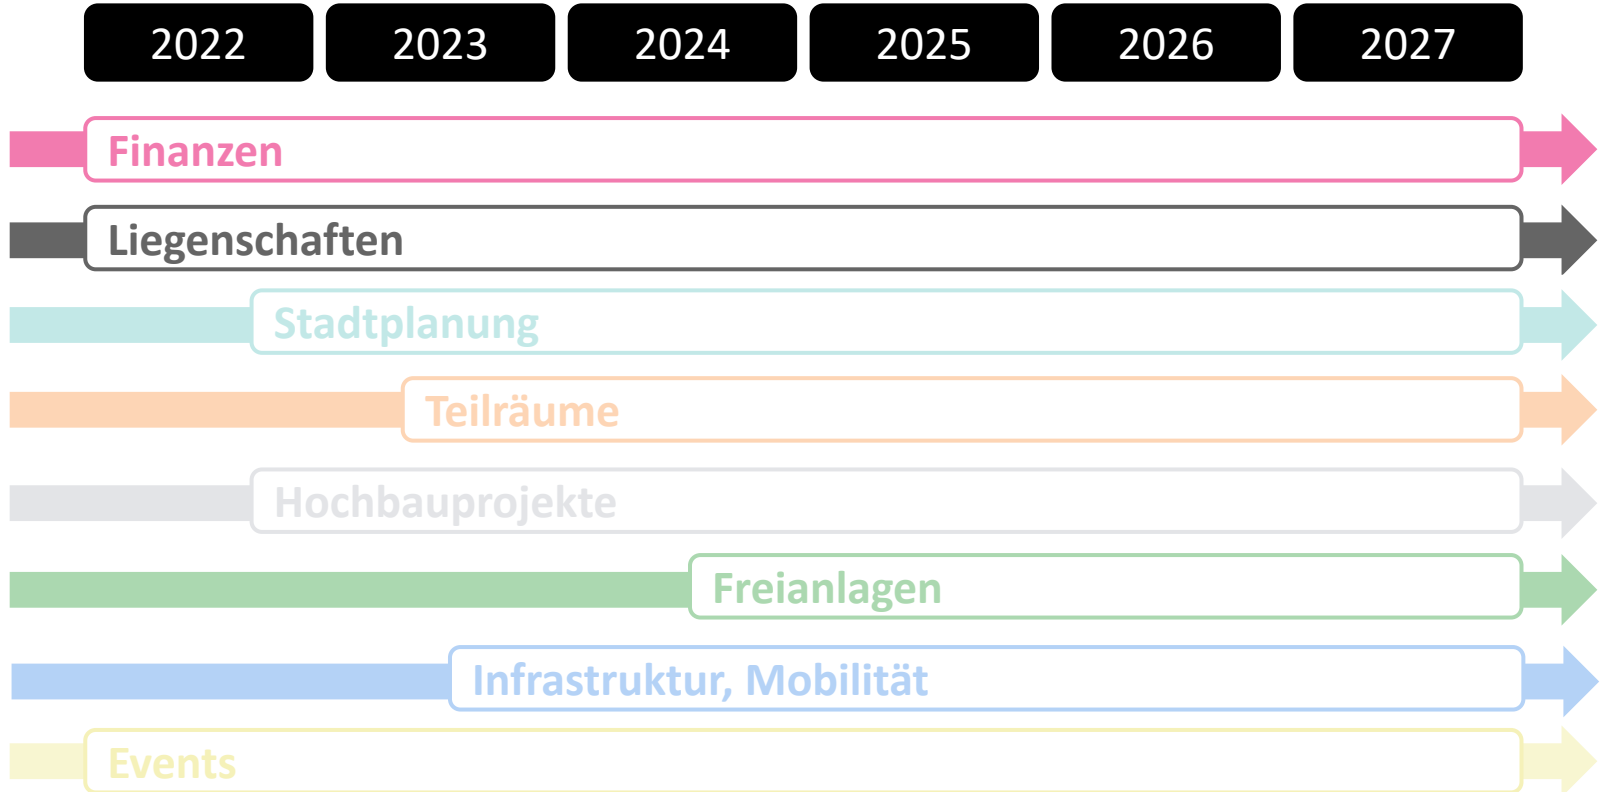 2022 2023 2024 2025 2026 2027
Finanzen
Liegenschaften
Stadtplanung
Teilräume
Hochbauprojekte
Freianlagen
Infrastruktur, Mobilität
Events